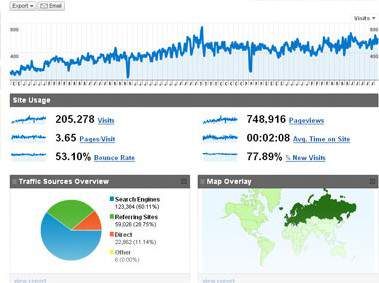 Export
Email
Visits
800
800
400
400
Site Usage
205,278 Visits
748,916 Pageviews
3.65 Pages/Visit
00:02:08 Avg. Time on Site
53.10% Bounce Rate
77.89% % New Visits
Traffic Sources Overview
Map Overlay
Search Engines
123,384 (60.11%)
Referring Sites
59,026 (28.75%)
Direct
22,862 (11.14%)
Other
6 (0.00%)
view report
view report